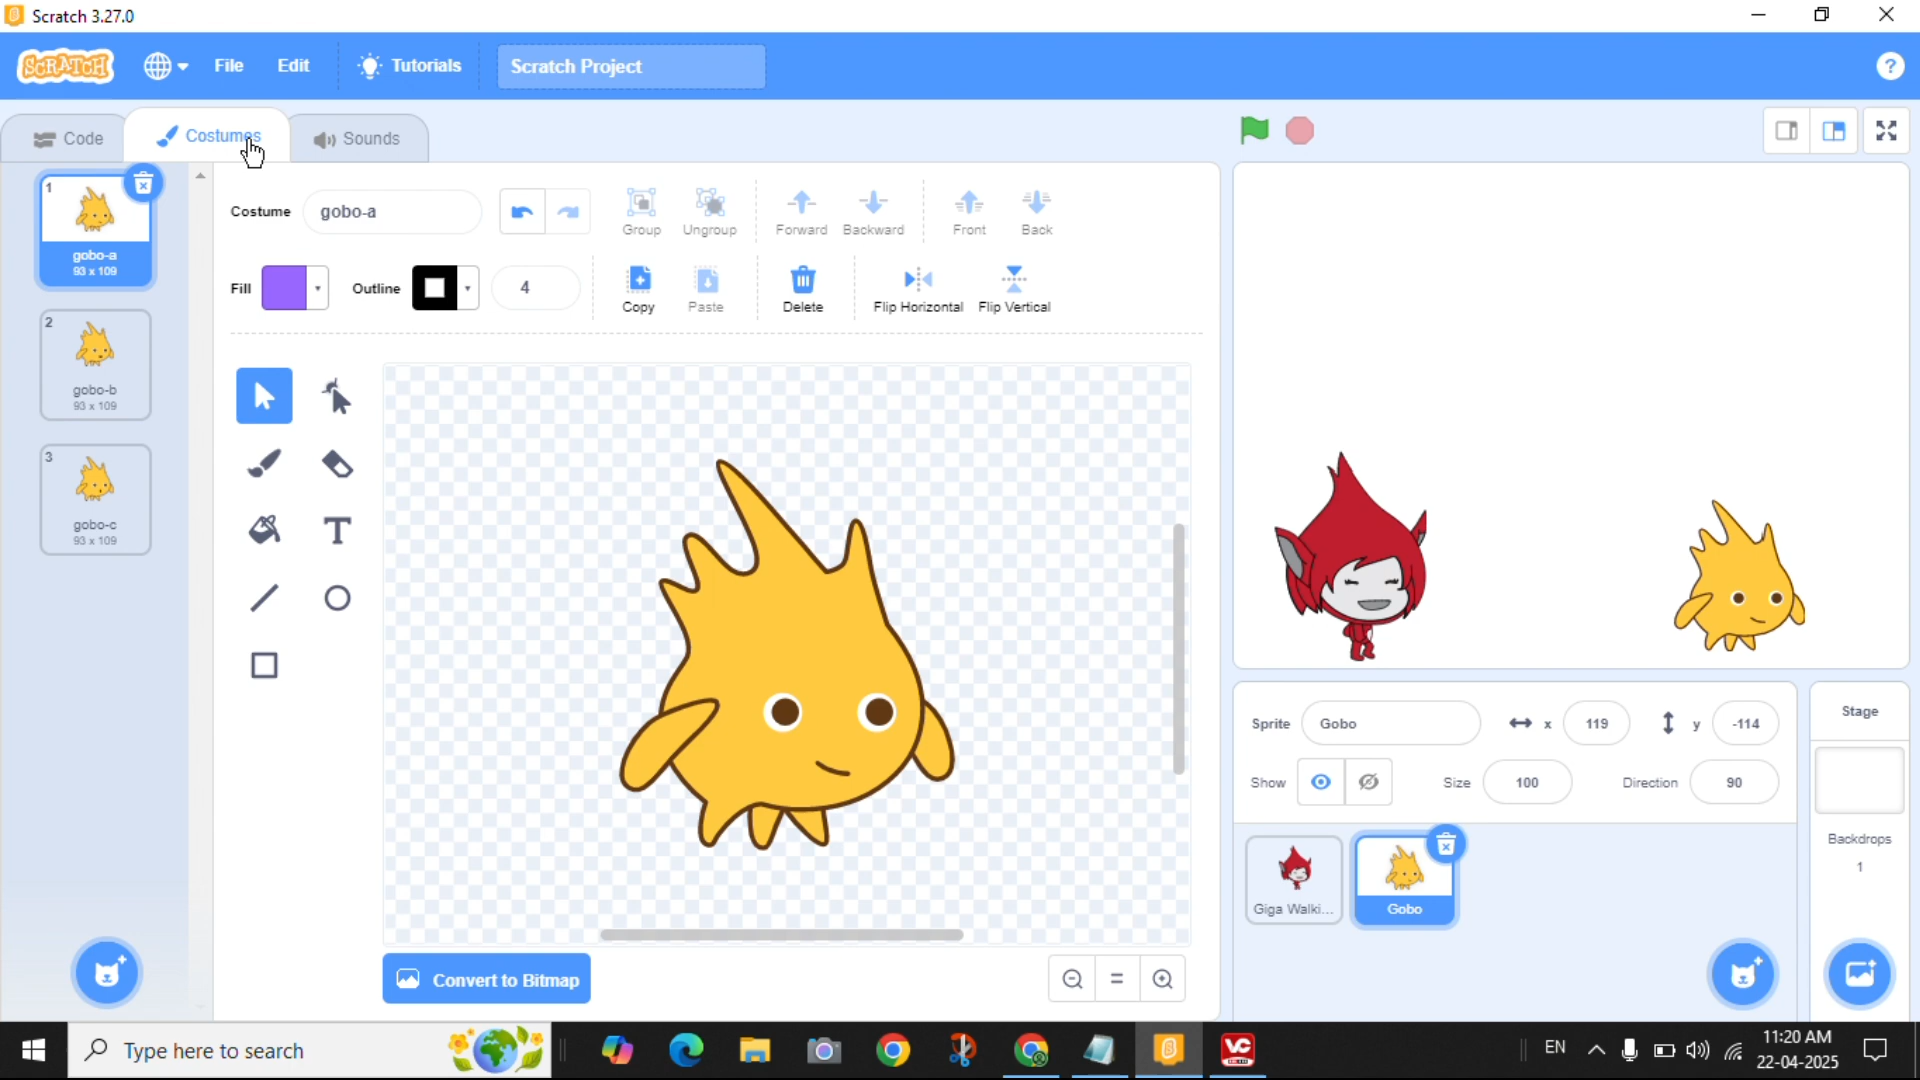 Scratch 3.27.0
SCRATCH File Edit Tutorials Scratch Project ?
Code Costumes Sounds
1
gobo-a
93 x 109
2
gobo-b
93 x 109
3
gobo-c
93 x 109
Costume gobo-a Group Ungroup Forward Backward Front Back
Fill Outline 4 Copy Paste Delete Flip Horizontal Flip Vertical
T
Convert to Bitmap
Sprite Gobo x 119 y -114
Show Size 100 Direction 90
Giga Walki...
Gobo
Stage
Backdrops
1
Type here to search
VC
EN
11:20 AM
22-04-2025